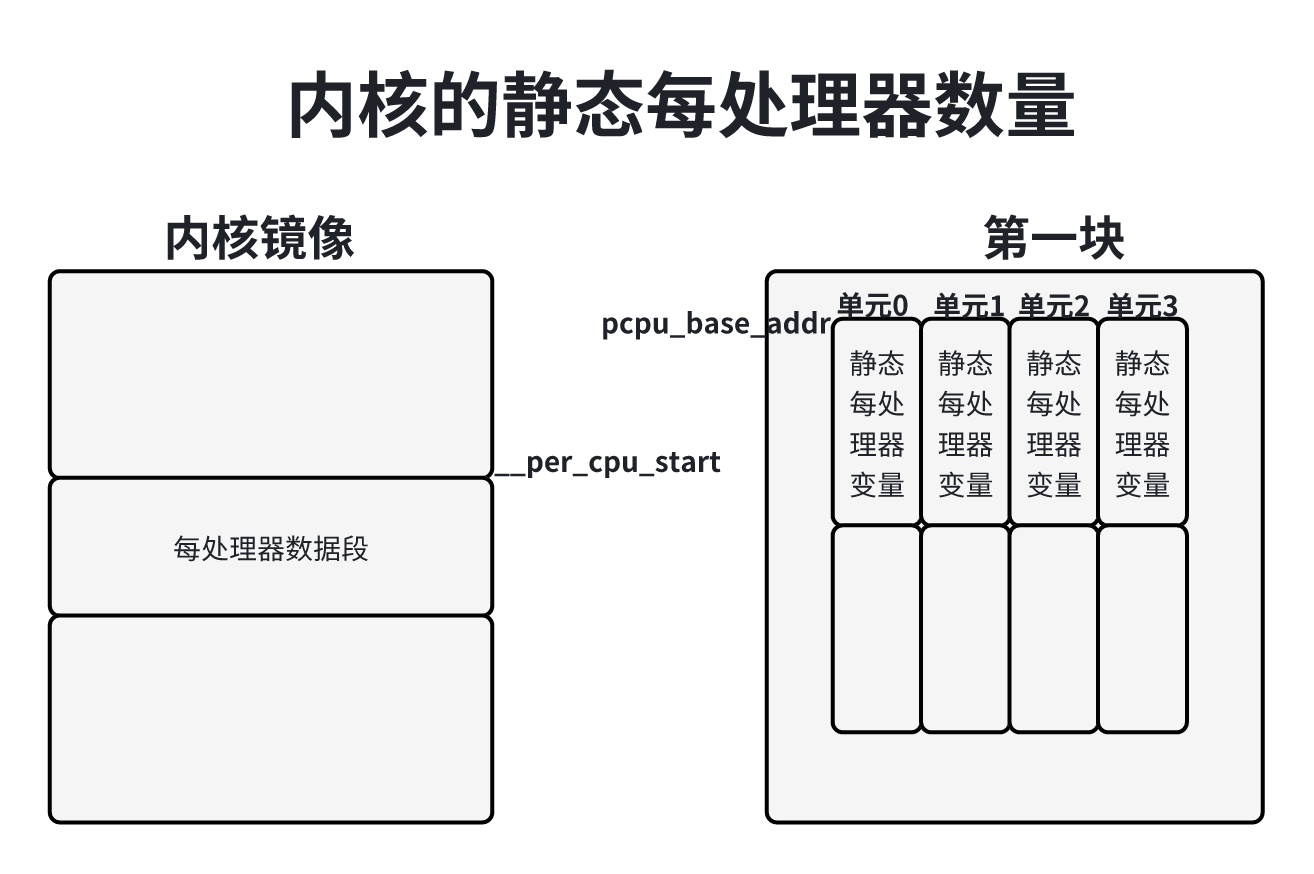 内核的静态每处理器数量
内核镜像
第一块
单元0 单元1 单元2 单元3
pcpu_base_addr
静态 静态 静态 静态
每处 每处 每处 每处
理器 理器 理器 理器
变量 变量 变量 变量
__per_cpu_start
每处理器数据段